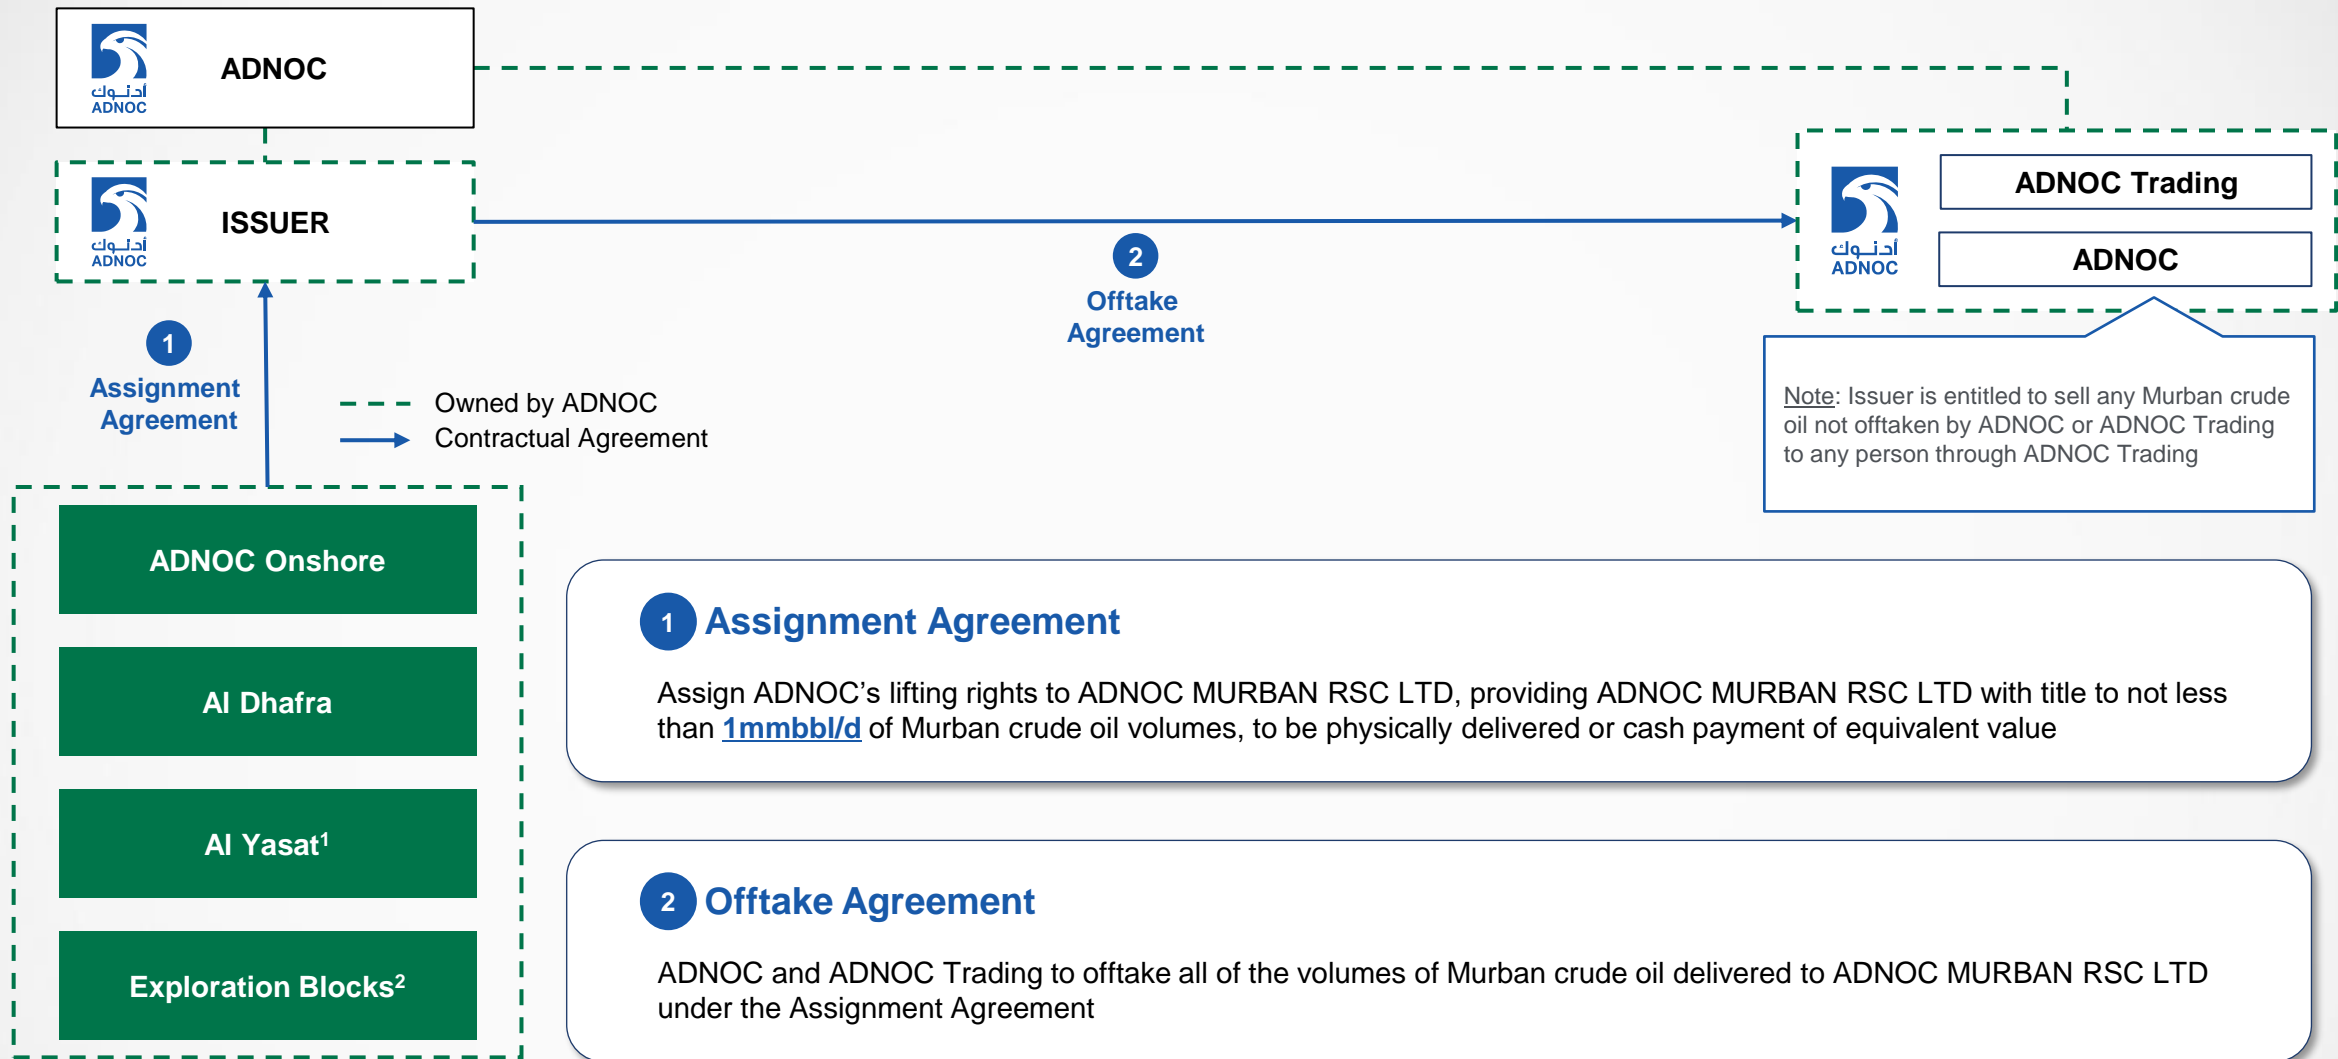 أدنوك
ADNOC
ADNOC
أدنوك
ADNOC
ISSUER
أدنوك
ADNOC
ADNOC Trading
ADNOC
2
Offtake
Agreement
1
Assignment
Agreement
Owned by ADNOC
Contractual Agreement
Note: Issuer is entitled to sell any Murban crude
oil not offtaken by ADNOC or ADNOC Trading
to any person through ADNOC Trading
ADNOC Onshore
Al Dhafra
Al Yasat¹
Exploration Blocks²
1 Assignment Agreement
Assign ADNOC’s lifting rights to ADNOC MURBAN RSC LTD, providing ADNOC MURBAN RSC LTD with title to not less
than 1mmbbl/d of Murban crude oil volumes, to be physically delivered or cash payment of equivalent value
2 Offtake Agreement
ADNOC and ADNOC Trading to offtake all of the volumes of Murban crude oil delivered to ADNOC MURBAN RSC LTD
under the Assignment Agreement